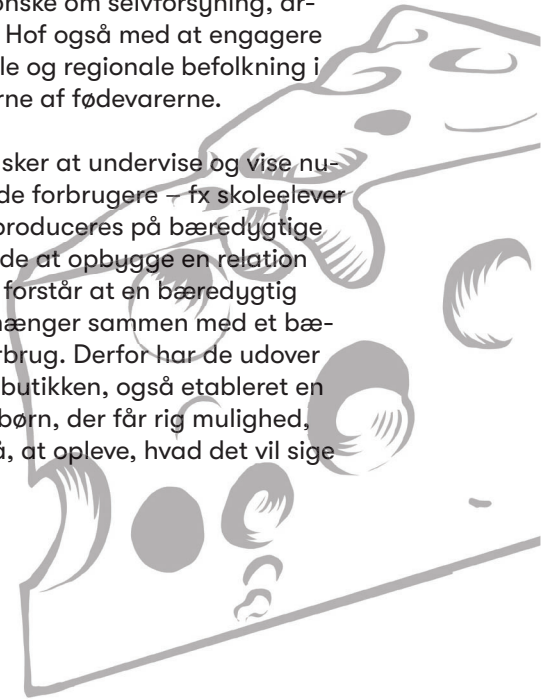 ønske om selvforsyning, ar-
Hof også med at engagere
le og regionale befolkning i
rne af fødevarerne.
sker at undervise og vise nu-
de forbrugere – fx skoleelever
produceres på bæredygtige
de at opbygge en relation
forstår at en bæredygtig
hænger sammen med et bæ-
rbrug. Derfor har de udover
butikken, også etableret en
børn, der får rig mulighed,
å, at opleve, hvad det vil sige